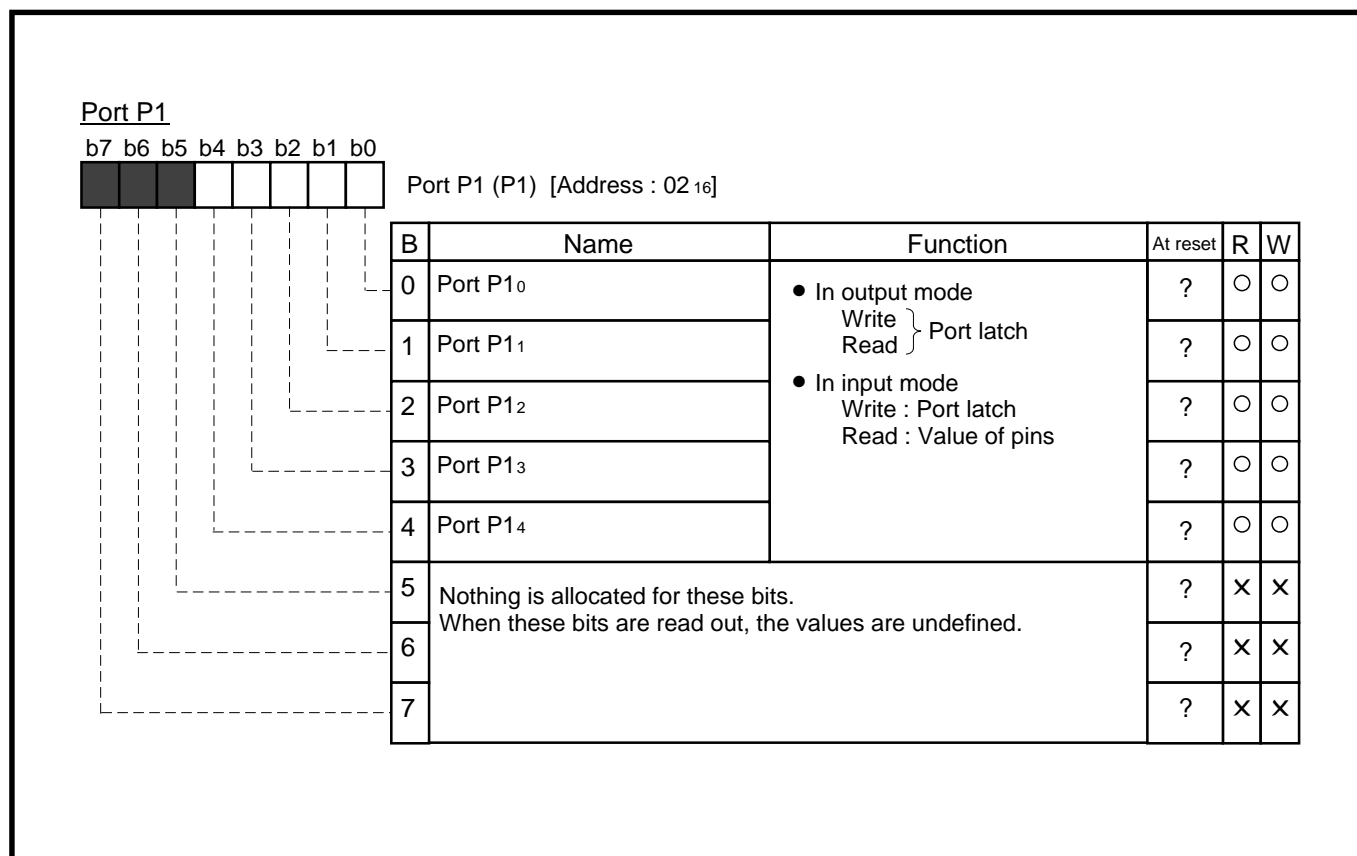 Port P1
b7 b6 b5 b4 b3 b2 b1 b0
Port P1 (P1) [Address : 02 16]
B Name Function At reset R W
0 Port P10 ? ○ ○
1 Port P11 ? ○ ○
2 Port P12 ? ○ ○
3 Port P13 ? ○ ○
4 Port P14 ? ○ ○
● In output mode
Write
Read
Port latch
● In input mode
Write : Port latch
Read : Value of pins
5 ? × ×
6 ? × ×
7 ? × ×
Nothing is allocated for these bits.
When these bits are read out, the values are undefined.